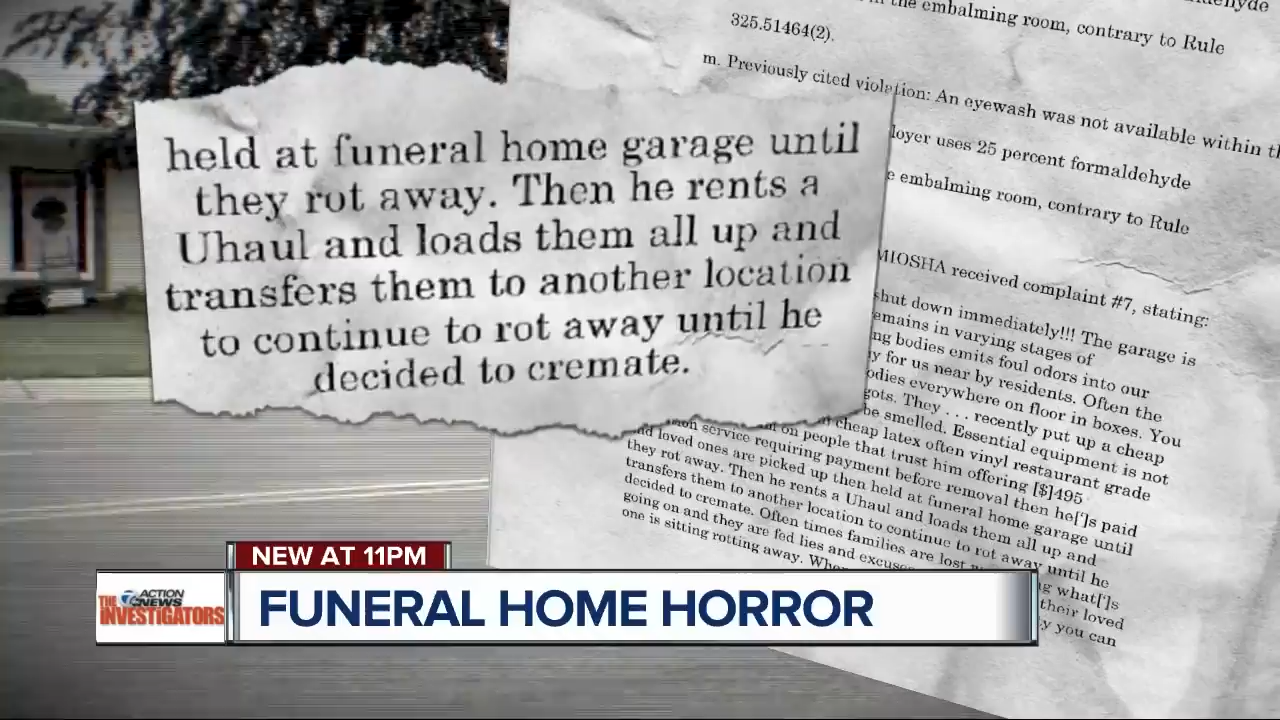 held at funeral home garage until
they rot away. Then he rents a
Uhaul and loads them all up and
transfers them to another location
to continue to rot away until he
decided to cremate.
the embalming room, contrary to Rule
325.51464(2).
m. Previously cited violation: An eyewash was not available within
loyer uses 25 percent formaldehyde
embalming room, contrary to Rule
MIOSHA received complaint #7, stating:
shut down immediately!!! The garage is
emains in varying stages of
ng bodies emits foul odors into our
y for us near by residents. Often the
odies everywhere on floor in boxes. You
gots. They . . . recently put up a cheap
be smelled. Essential equipment is not
cheap latex often vinyl restaurant grade
on service requiring payment before removal then he[']s paid
on people that trust him offering [$]495
nd loved ones are picked up then held at funeral home garage until
they rot away. Then he rents a Uhaul and loads them all up and
transfers them to another location to continue to rot away until he
decided to cremate. Often times families are lost
g what[']s
going on and they are fed lies and excuse
their loved
one is sitting rotting away.
you can
NEW AT 11PM
THE
7 ACTION
NEWS
INVESTIGATORS
FUNERAL HOME HORROR